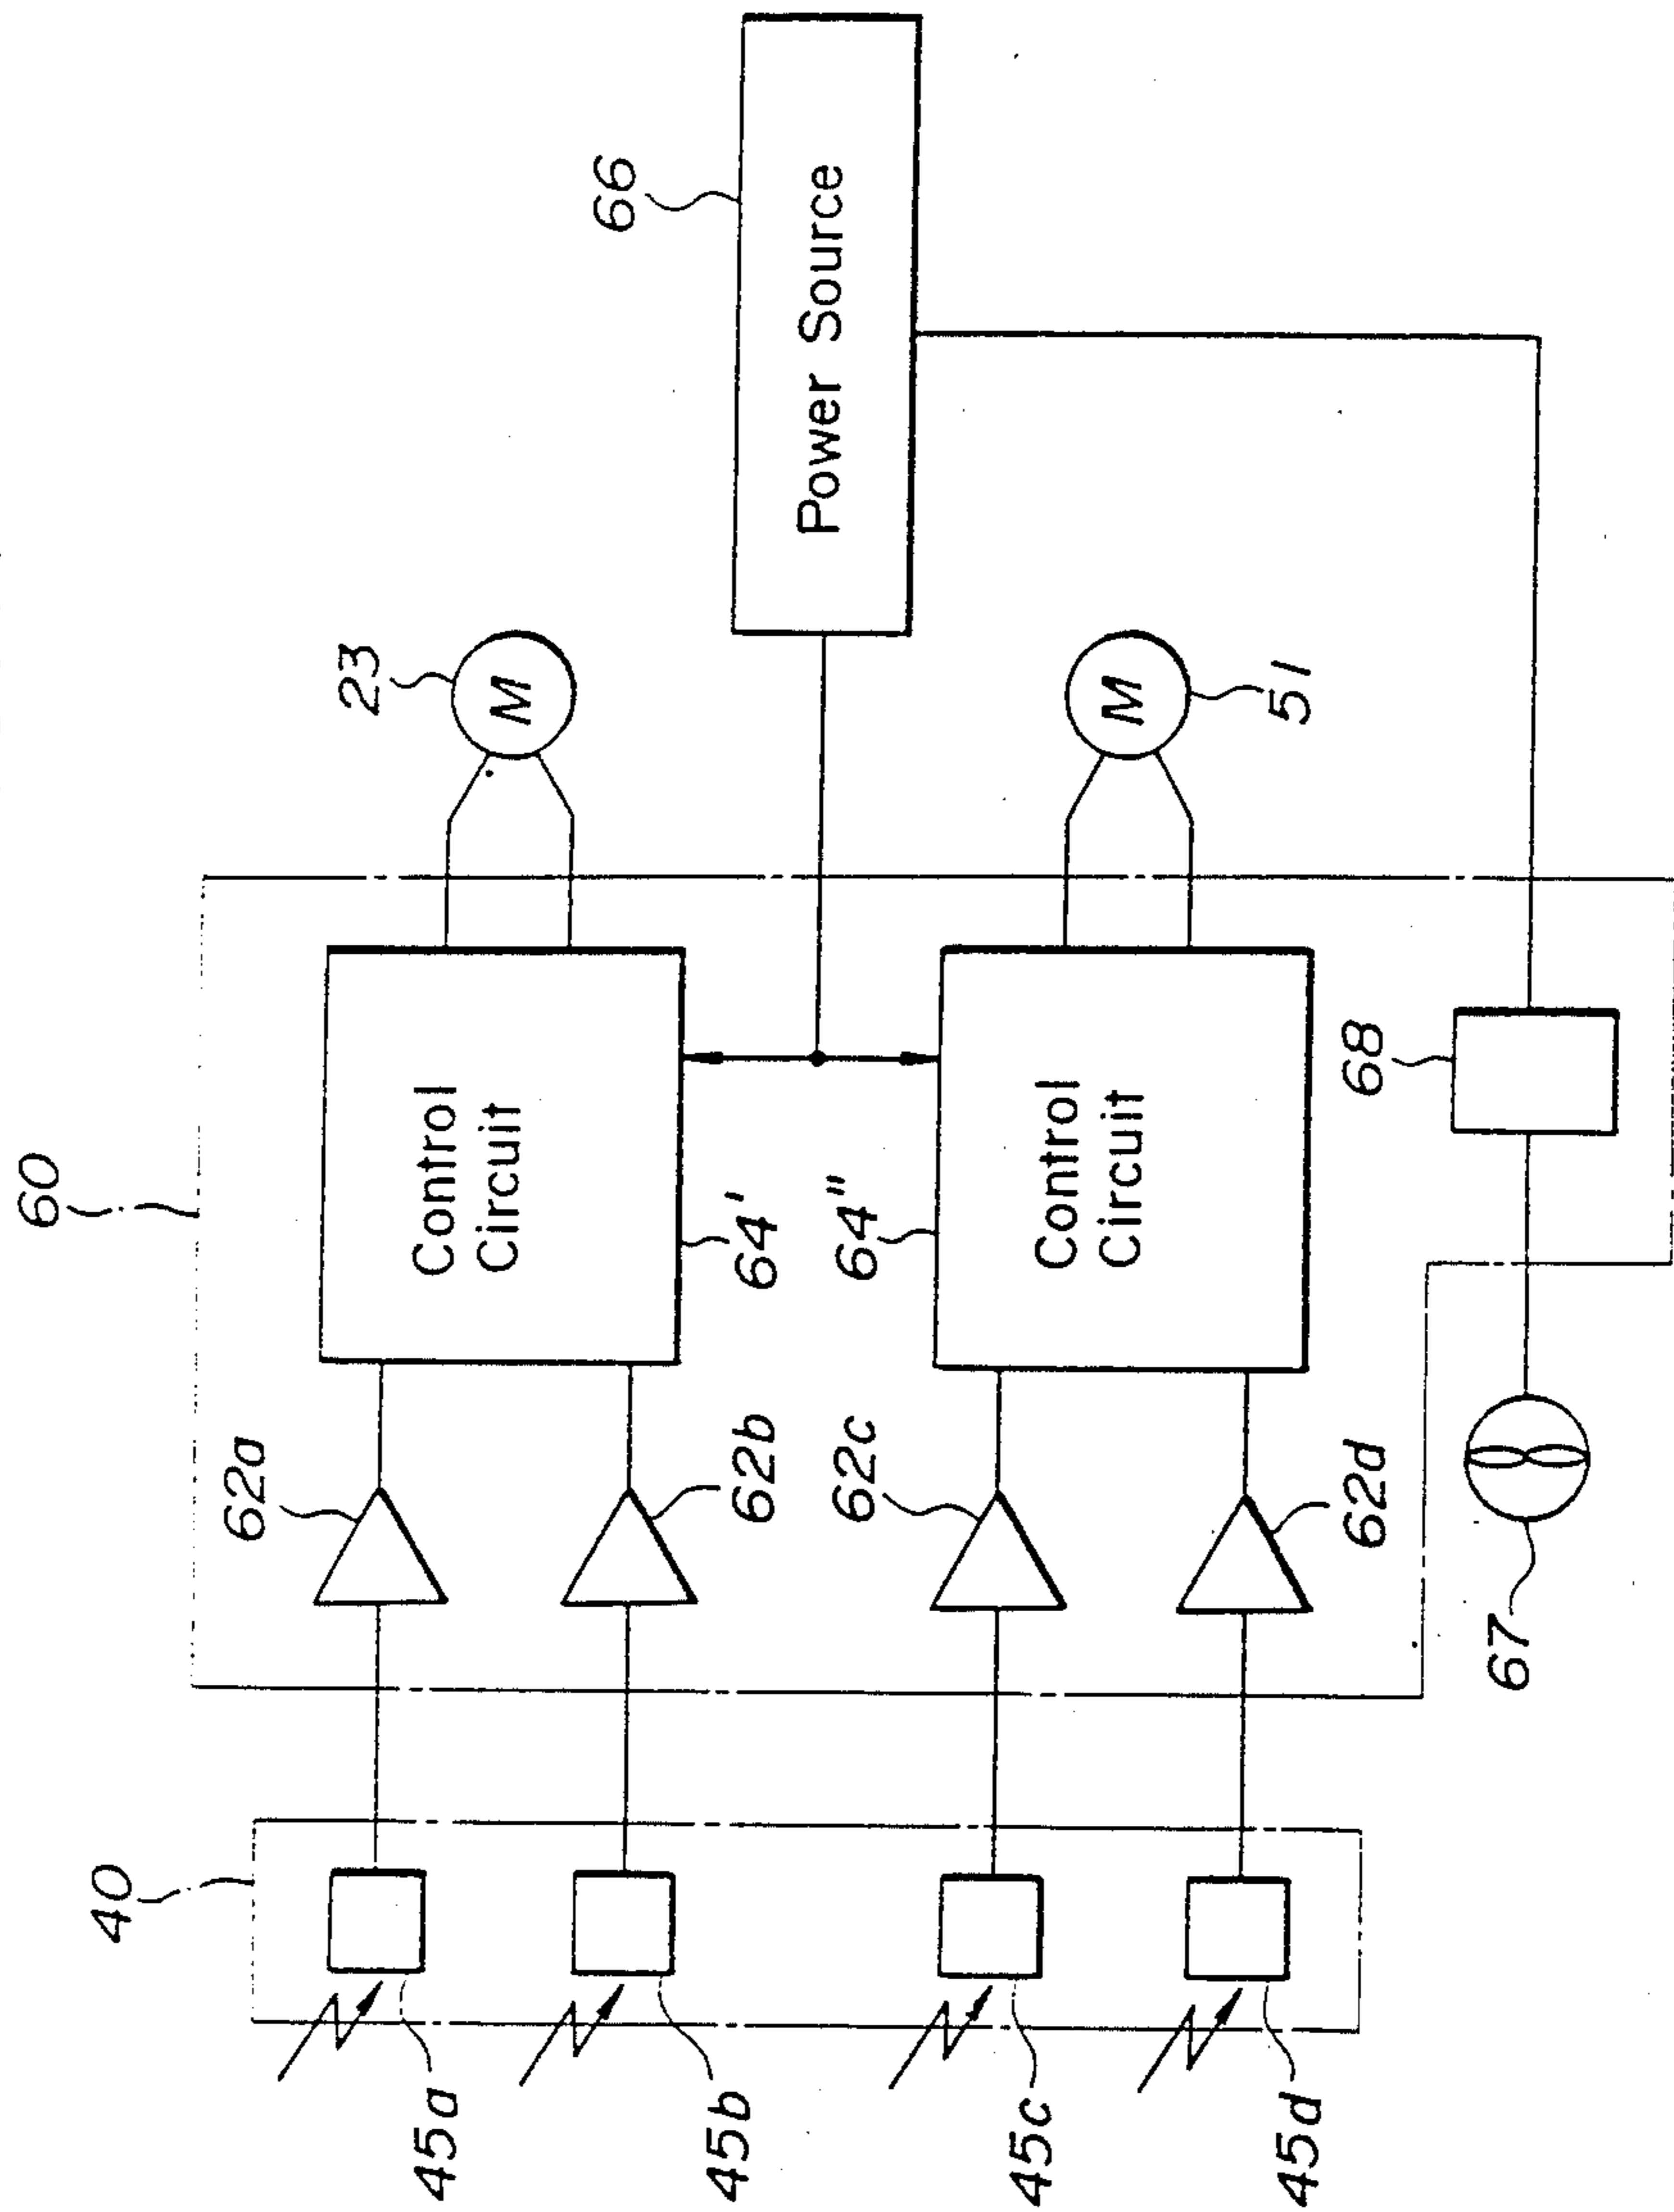 60
40
45a
62a
Control
Circuit
23
M
66
Power Source
45b
62b
64'
64"
45c
62c
Control
Circuit
M
51
45d
62d
68
67